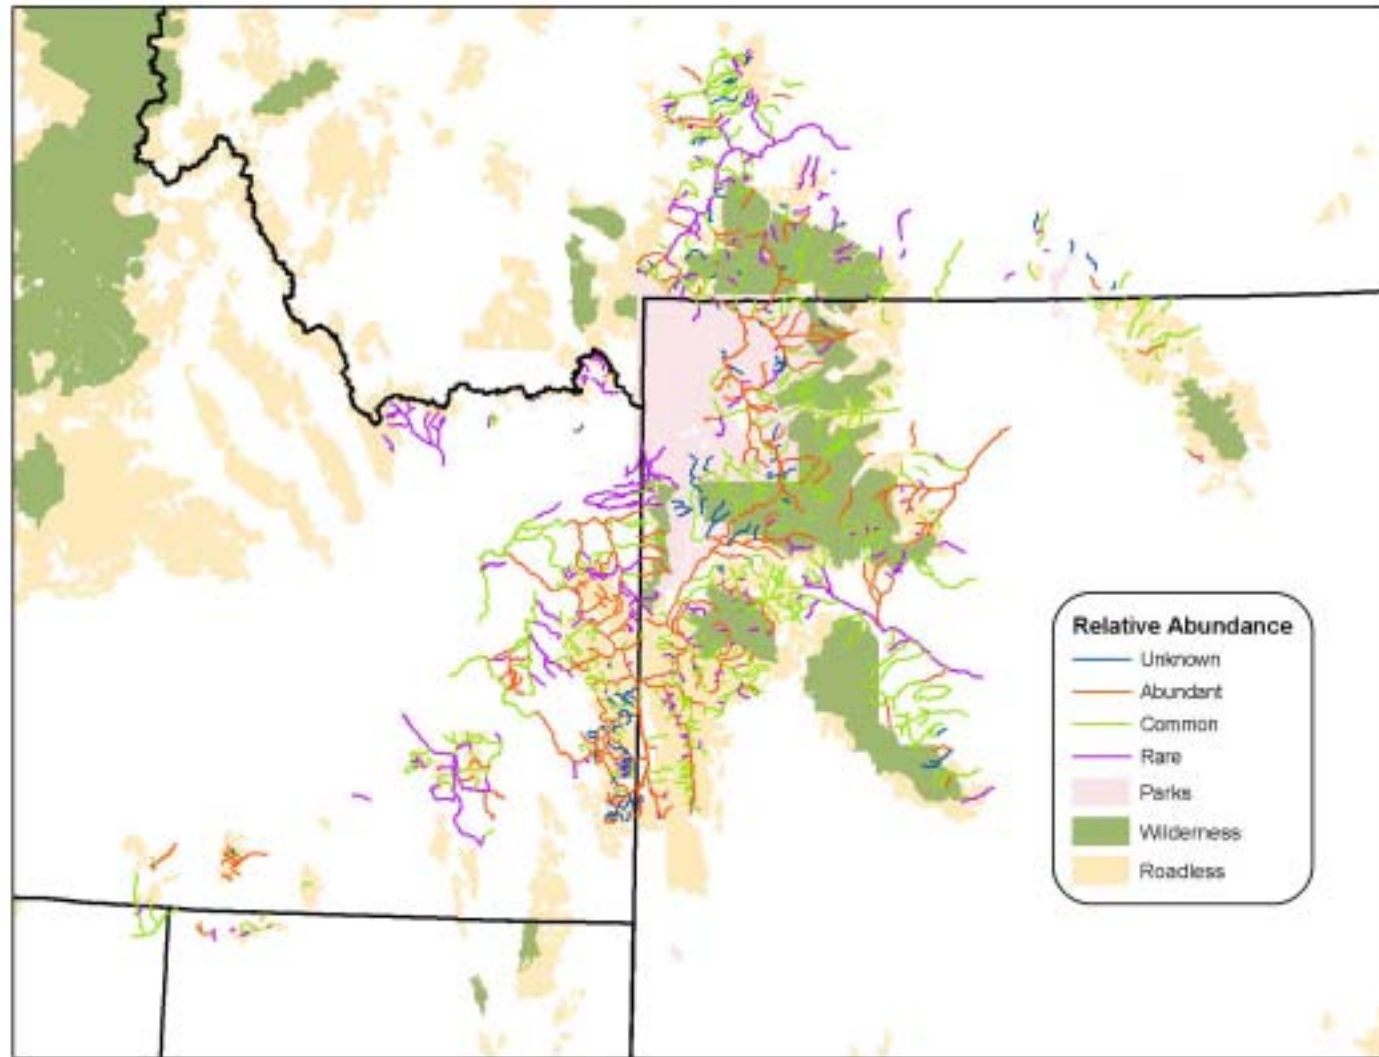 Relative Abundance
Unknown
Abundant
Common
Rare
Parks
Wilderness
Roadless